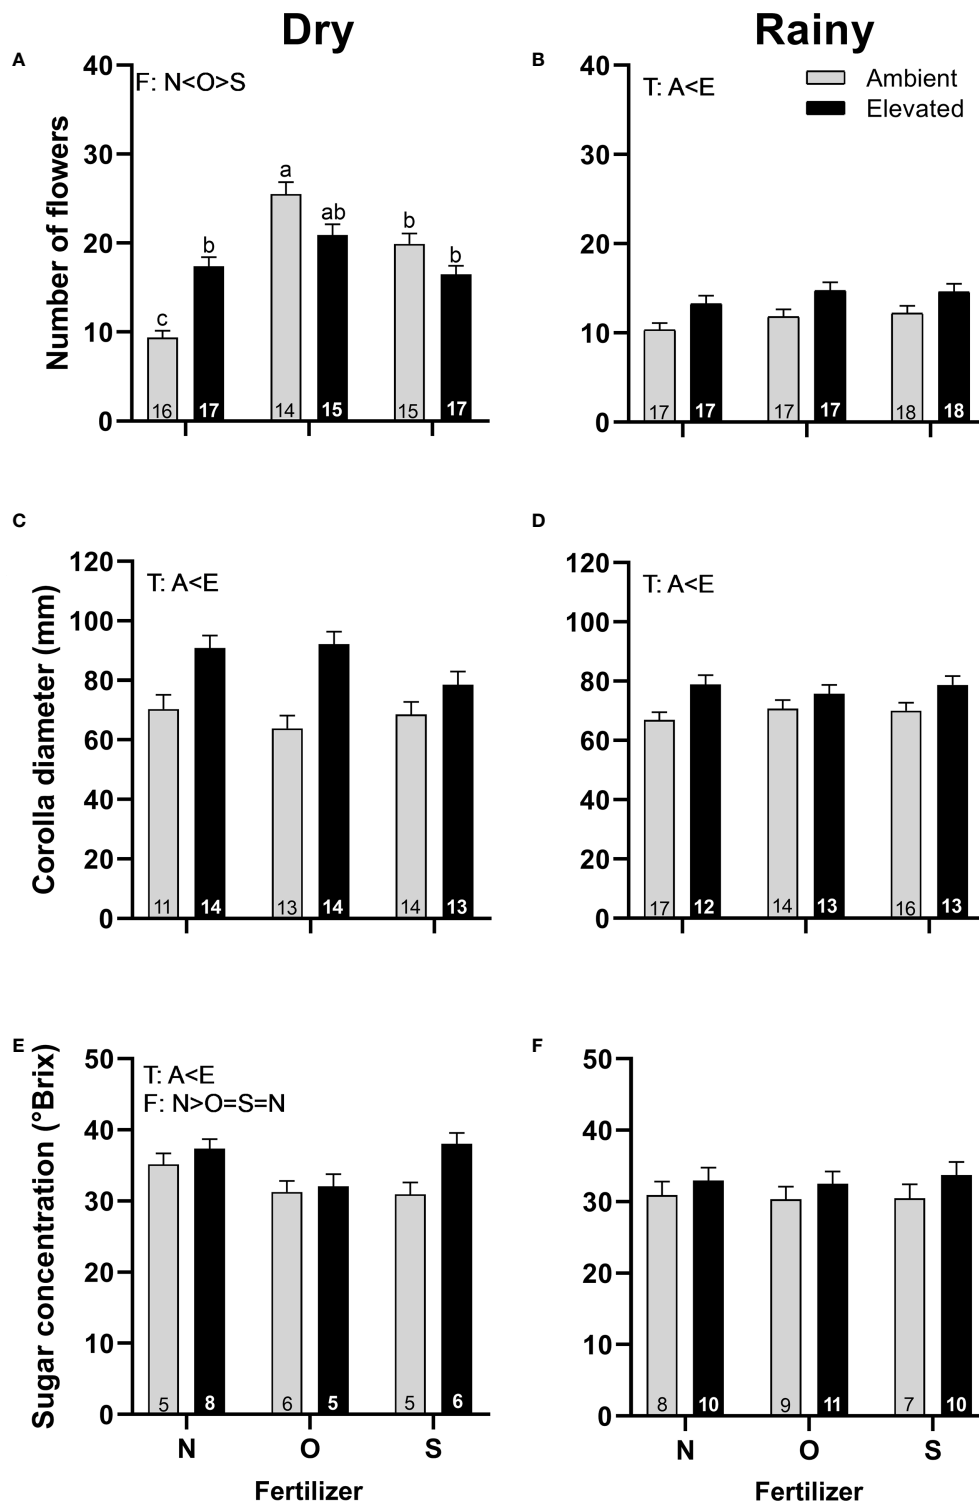 Dry
Rainy
A
B
Number of flowers
40
30
20
10
0
F: N<O>S
c
b
a
ab
b
b
16
17
14
15
15
17
40
30
20
10
0
T: A<E
Ambient
Elevated
17
17
17
17
18
18
C
D
Corolla diameter (mm)
120
100
80
60
40
20
0
T: A<E
11
14
13
14
14
13
120
100
80
60
40
20
0
T: A<E
17
12
14
13
16
13
E
F
Sugar concentration (°Brix)
50
40
30
20
10
0
T: A<E
F: N>O=S=N
5
8
6
5
5
6
N
O
S
Fertilizer
50
40
30
20
10
0
8
10
9
11
7
10
N
O
S
Fertilizer